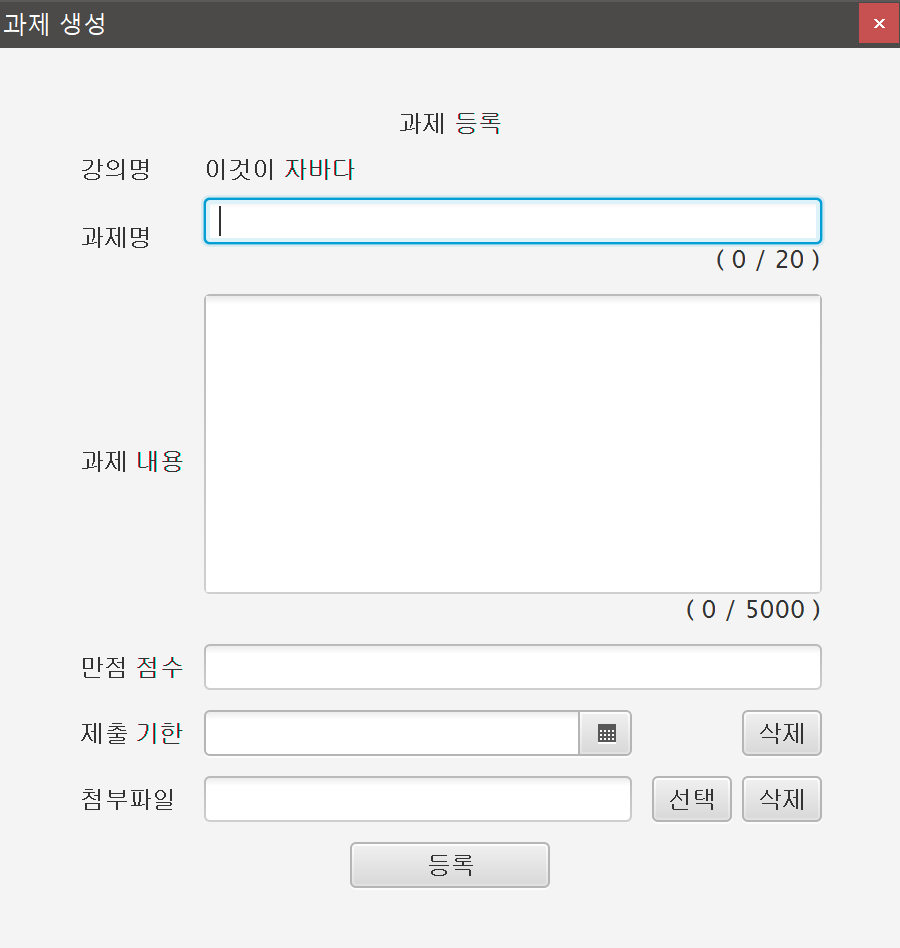 과제 생성
과제 등록
강의명 이것이 자바다
과제명
( 0 / 20 )
과제 내용
( 0 / 5000 )
만점 점수
제출 기한 삭제
첨부파일 선택 삭제
등록